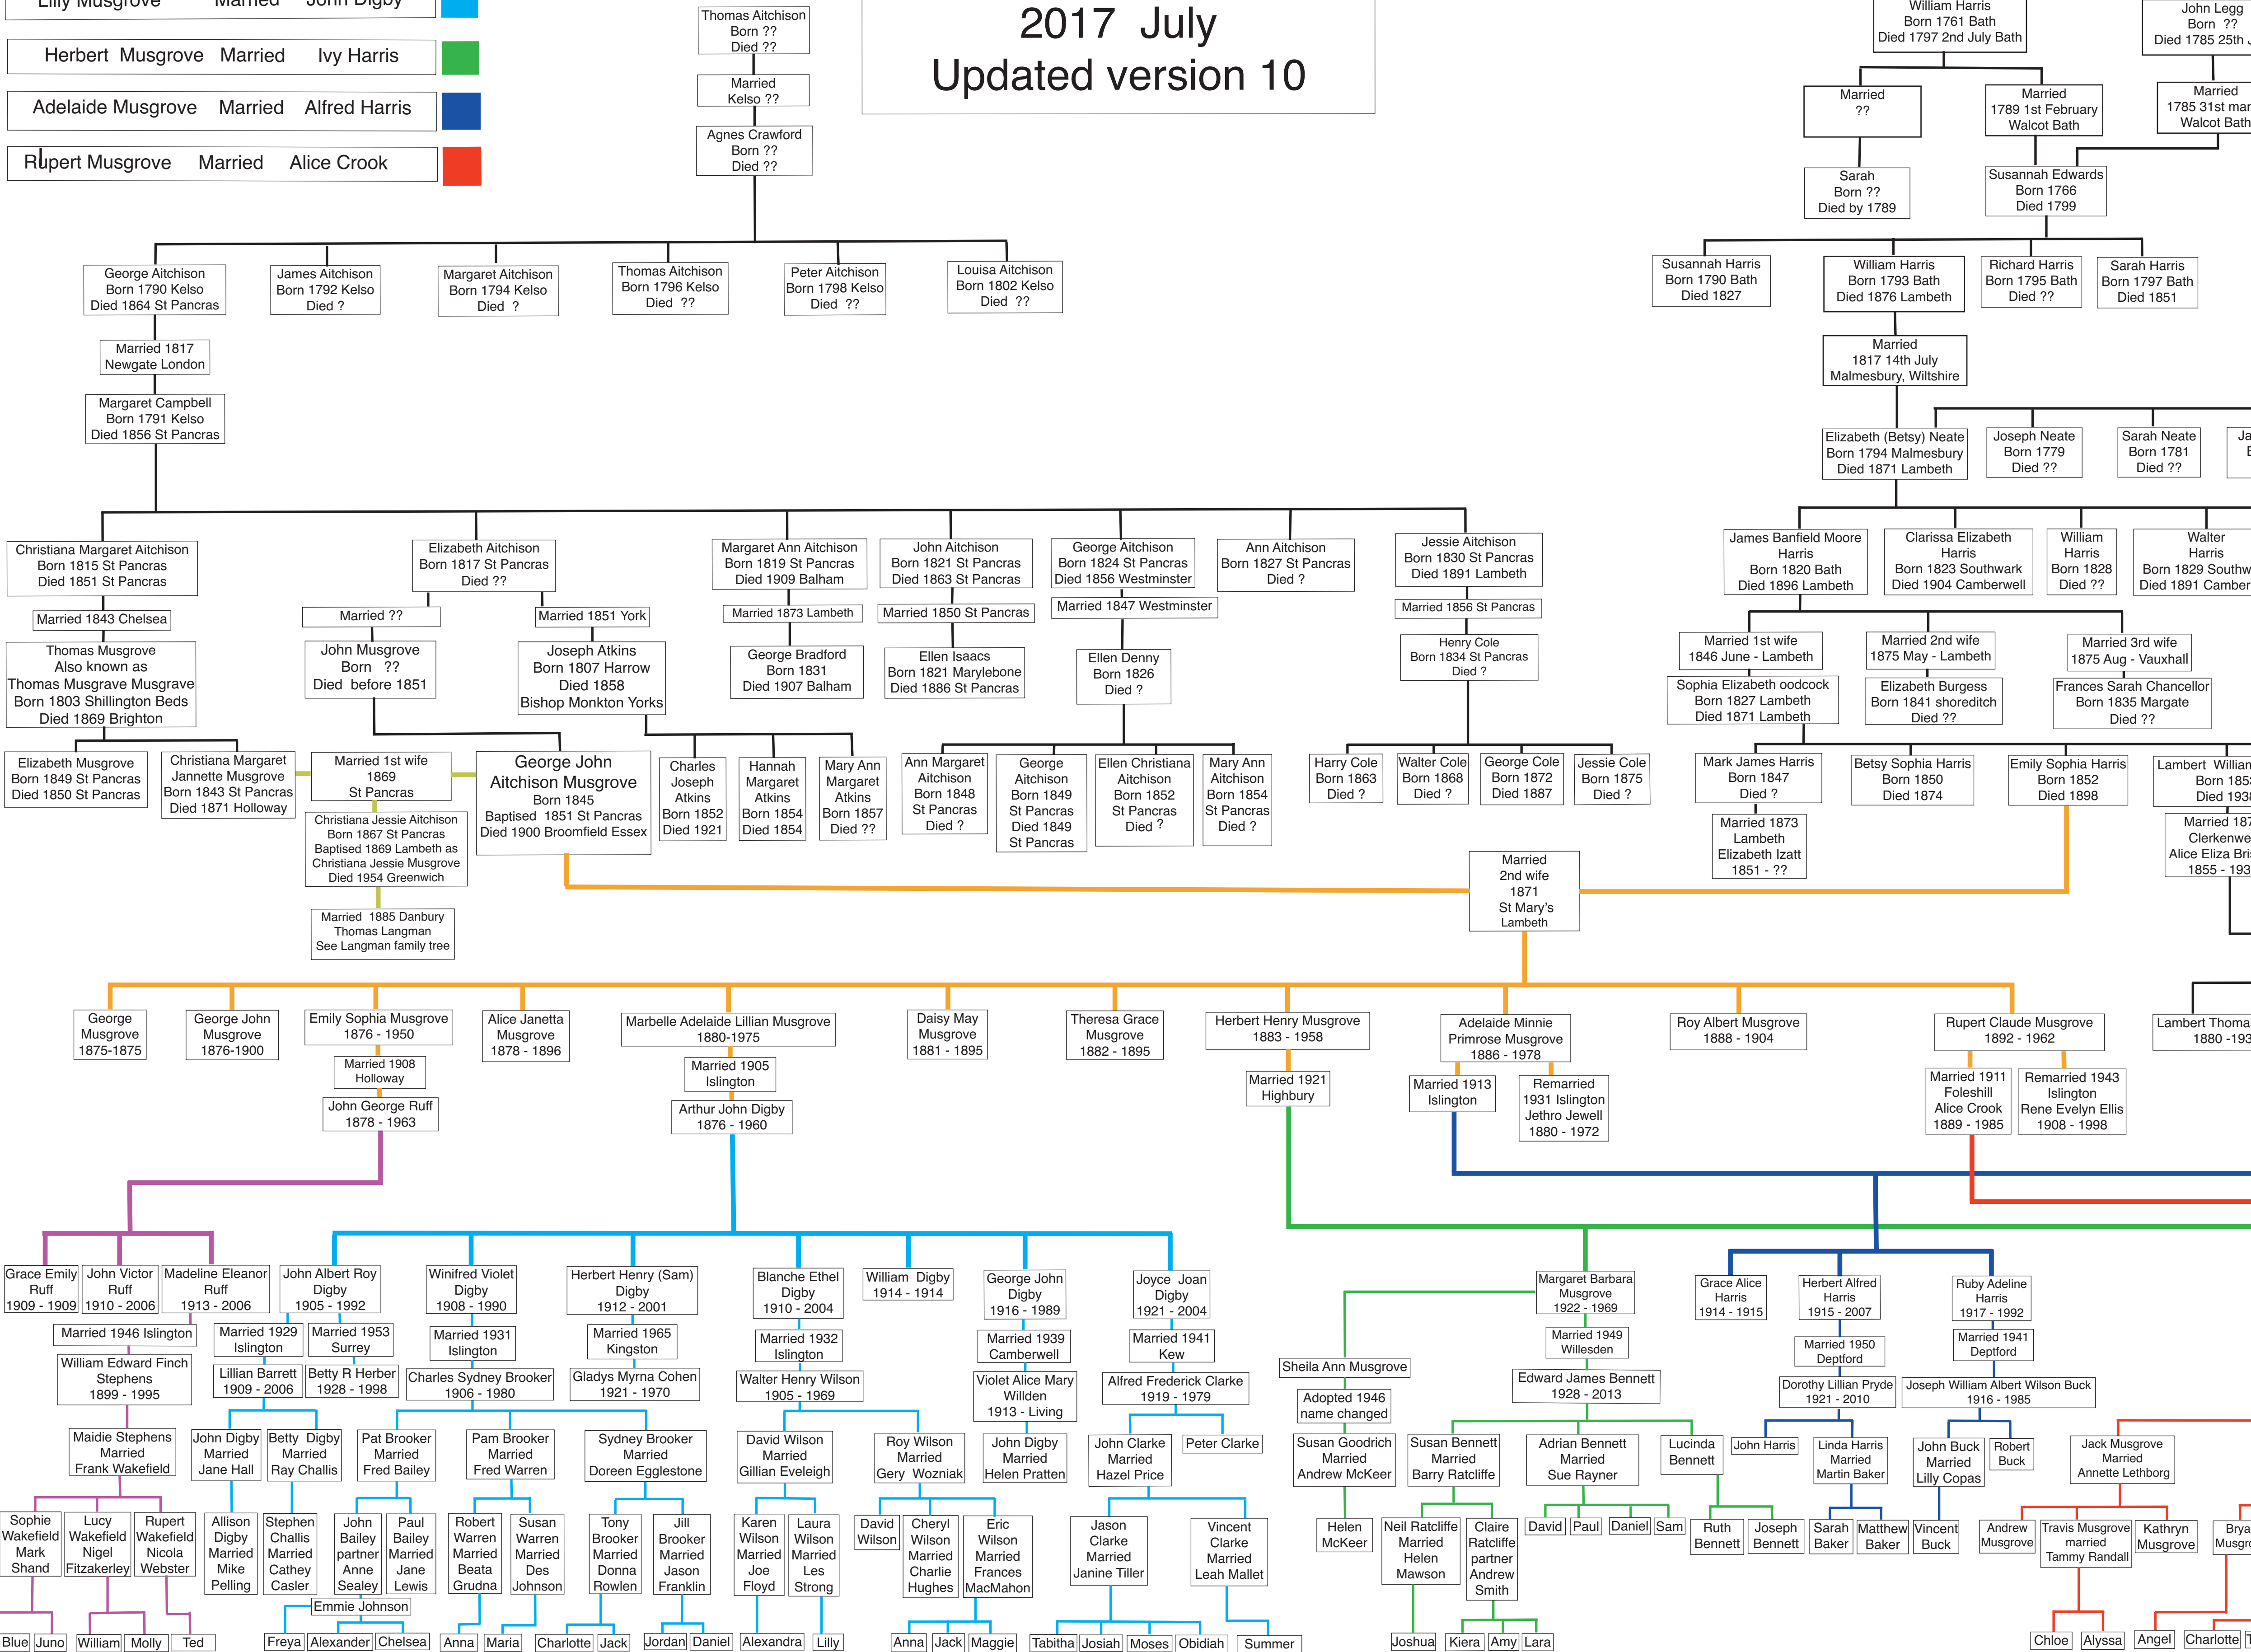 Lilly Musgrove Married John Digby
Herbert Musgrove Married Ivy Harris
Adelaide Musgrove Married Alfred Harris
Rupert Musgrove Married Alice Crook
2017 July
Updated version 10
Thomas Aitchison
Born ??
Died ??
Married
Kelso ??
Agnes Crawford
Born ??
Died ??
William Harris
Born 1761 Bath
Died 1797 2nd July Bath
John Legg
Born ??
Died 1785 25th
Married
??
Married
1789 1st February
Walcot Bath
Married
1785 31st mar
Walcot Bath
Sarah
Born ??
Died by 1789
Susannah Edwards
Born 1766
Died 1799
George Aitchison
Born 1790 Kelso
Died 1864 St Pancras
James Aitchison
Born 1792 Kelso
Died ?
Margaret Aitchison
Born 1794 Kelso
Died ?
Thomas Aitchison
Born 1796 Kelso
Died ??
Peter Aitchison
Born 1798 Kelso
Died ??
Louisa Aitchison
Born 1802 Kelso
Died ??
Susannah Harris
Born 1790 Bath
Died 1827
William Harris
Born 1793 Bath
Died 1876 Lambeth
Richard Harris
Born 1795 Bath
Died ??
Sarah Harris
Born 1797 Bath
Died 1851
Married 1817
Newgate London
Margaret Campbell
Born 1791 Kelso
Died 1856 St Pancras
Married
1817 14th July
Malmesbury, Wiltshire
Elizabeth (Betsy) Neate
Born 1794 Malmesbury
Died 1871 Lambeth
Joseph Neate
Born 1779
Died ??
Sarah Neate
Born 1781
Died ??
Christiana Margaret Aitchison
Born 1815 St Pancras
Died 1851 St Pancras
Elizabeth Aitchison
Born 1817 St Pancras
Died ??
Margaret Ann Aitchison
Born 1819 St Pancras
Died 1909 Balham
John Aitchison
Born 1821 St Pancras
Died 1863 St Pancras
George Aitchison
Born 1824 St Pancras
Died 1856 Westminster
Ann Aitchison
Born 1827 St Pancras
Died ?
Jessie Aitchison
Born 1830 St Pancras
Died 1891 Lambeth
James Banfield Moore
Harris
Born 1820 Bath
Died 1896 Lambeth
Clarissa Elizabeth
Harris
Born 1823 Southwark
Died 1904 Camberwell
William
Harris
Born 1828
Died ??
Walter
Harris
Born 1829 Southw
Died 1891 Camber
Married 1843 Chelsea
Married ??
Married 1851 York
Married 1873 Lambeth
Married 1850 St Pancras
Married 1847 Westminster
Married 1856 St Pancras
Thomas Musgrove
Also known as
Thomas Musgrave Musgrave
Born 1803 Shillington Beds
Died 1869 Brighton
John Musgrove
Born ??
Died before 1851
Joseph Atkins
Born 1807 Harrow
Died 1858
Bishop Monkton Yorks
George Bradford
Born 1831
Died 1907 Balham
Ellen Isaacs
Born 1821 Marylebone
Died 1886 St Pancras
Ellen Denny
Born 1826
Died ?
Henry Cole
Born 1834 St Pancras
Died ?
Married 1st wife
1846 June - Lambeth
Married 2nd wife
1875 May - Lambeth
Married 3rd wife
1875 Aug - Vauxhall
Sophia Elizabeth oodcock
Born 1827 Lambeth
Died 1871 Lambeth
Elizabeth Burgess
Born 1841 shoreditch
Died ??
Frances Sarah Chancellor
Born 1835 Margate
Died ??
Elizabeth Musgrove
Born 1849 St Pancras
Died 1850 St Pancras
Christiana Margaret
Jannette Musgrove
Born 1843 St Pancras
Died 1871 Holloway
Married 1st wife
1869
St Pancras
George John
Aitchison Musgrove
Born 1845
Baptised 1851 St Pancras
Died 1900 Broomfield Essex
Charles
Joseph
Atkins
Born 1852
Died 1921
Hannah
Margaret
Atkins
Born 1854
Died 1854
Mary Ann
Margaret
Atkins
Born 1857
Died ??
Ann Margaret
Aitchison
Born 1848
St Pancras
Died ?
George
Aitchison
Born 1849
St Pancras
Died 1849
St Pancras
Ellen Christiana
Aitchison
Born 1852
St Pancras
Died ?
Mary Ann
Aitchison
Born 1854
St Pancras
Died ?
Harry Cole
Born 1863
Died ?
Walter Cole
Born 1868
Died ?
George Cole
Born 1872
Died 1887
Jessie Cole
Born 1875
Died ?
Mark James Harris
Born 1847
Died ?
Betsy Sophia Harris
Born 1850
Died 1874
Emily Sophia Harris
Born 1852
Died 1898
Lambert William
Born 185
Died 193
Christiana Jessie Aitchison
Born 1867 St Pancras
Baptised 1869 Lambeth as
Christiana Jessie Musgrove
Died 1954 Greenwich
Married 1873
Lambeth
Elizabeth Izatt
1851 - ??
Married 187
Clerkenwe
Alice Eliza Bri
1855 - 193
Married
2nd wife
1871
St Mary's
Lambeth
Married 1885 Danbury
Thomas Langman
See Langman family tree
George
Musgrove
1875-1875
George John
Musgrove
1876-1900
Emily Sophia Musgrove
1876 - 1950
Alice Janetta
Musgrove
1878 - 1896
Marbelle Adelaide Lillian Musgrove
1880-1975
Daisy May
Musgrove
1881 - 1895
Theresa Grace
Musgrove
1882 - 1895
Herbert Henry Musgrove
1883 - 1958
Adelaide Minnie
Primrose Musgrove
1886 - 1978
Roy Albert Musgrove
1888 - 1904
Rupert Claude Musgrove
1892 - 1962
Lambert Thoma
1880 -193
Married 1908
Holloway
Married 1905
Islington
Married 1921
Highbury
Married 1913
Islington
Remarried
1931 Islington
Jethro Jewell
1880 - 1972
Married 1911
Foleshill
Alice Crook
1889 - 1985
Remarried 1943
Islington
Rene Evelyn Ellis
1908 - 1998
John George Ruff
1878 - 1963
Arthur John Digby
1876 - 1960
Grace Emily
Ruff
1909 - 1909
John Victor
Ruff
1910 - 2006
Madeline Eleanor
Ruff
1913 - 2006
John Albert Roy
Digby
1905 - 1992
Winifred Violet
Digby
1908 - 1990
Herbert Henry (Sam)
Digby
1912 - 2001
Blanche Ethel
Digby
1910 - 2004
William Digby
1914 - 1914
George John
Digby
1916 - 1989
Joyce Joan
Digby
1921 - 2004
Margaret Barbara
Musgrove
1922 - 1969
Grace Alice
Harris
1914 - 1915
Herbert Alfred
Harris
1915 - 2007
Ruby Adeline
Harris
1917 - 1992
Married 1946 Islington
Married 1929
Islington
Married 1953
Surrey
Married 1931
Islington
Married 1965
Kingston
Married 1932
Islington
Married 1939
Camberwell
Married 1941
Kew
Married 1949
Willesden
Married 1950
Deptford
Married 1941
Deptford
William Edward Finch
Stephens
1899 - 1995
Lillian Barrett
1909 - 2006
Betty R Herber
1928 - 1998
Charles Sydney Brooker
1906 - 1980
Gladys Myrna Cohen
1921 - 1970
Walter Henry Wilson
1905 - 1969
Violet Alice Mary
Willden
1913 - Living
Alfred Frederick Clarke
1919 - 1979
Sheila Ann Musgrove
Adopted 1946
name changed
Edward James Bennett
1928 - 2013
Dorothy Lillian Pryde
1921 - 2010
Joseph William Albert Wilson Buck
1916 - 1985
Maidie Stephens
Married
Frank Wakefield
John Digby
Married
Jane Hall
Betty Digby
Married
Ray Challis
Pat Brooker
Married
Fred Bailey
Pam Brooker
Married
Fred Warren
Sydney Brooker
Married
Doreen Egglestone
David Wilson
Married
Gillian Eveleigh
Roy Wilson
Married
Gery Wozniak
John Digby
Married
Helen Pratten
John Clarke
Married
Hazel Price
Peter Clarke
Susan Goodrich
Married
Andrew McKeer
Susan Bennett
Married
Barry Ratcliffe
Adrian Bennett
Married
Sue Rayner
Lucinda
Bennett
John Harris
Linda Harris
Married
Martin Baker
John Buck
Married
Lilly Copas
Robert
Buck
Jack Musgrove
Married
Annette Lethborg
Sophie
Wakefield
Mark
Shand
Lucy
Wakefield
Nigel
Fitzakerley
Rupert
Wakefield
Nicola
Webster
Allison
Digby
Married
Mike
Pelling
Stephen
Challis
Married
Cathey
Casler
John
Bailey
partner
Anne
Sealey
Paul
Bailey
Married
Jane
Lewis
Robert
Warren
Married
Beata
Grudna
Susan
Warren
Married
Des
Johnson
Tony
Brooker
Married
Donna
Rowlen
Jill
Brooker
Married
Jason
Franklin
Karen
Wilson
Married
Joe
Floyd
Laura
Wilson
Married
Les
Strong
David
Wilson
Cheryl
Wilson
Married
Charlie
Hughes
Eric
Wilson
Married
Frances
MacMahon
Jason
Clarke
Married
Janine Tiller
Vincent
Clarke
Married
Leah Mallet
Helen
McKeer
Neil Ratcliffe
Married
Helen
Mawson
Claire
Ratcliffe
partner
Andrew
Smith
David
Paul
Daniel
Sam
Ruth
Bennett
Joseph
Bennett
Sarah
Baker
Matthew
Baker
Vincent
Buck
Andrew
Musgrove
Travis Musgrove
married
Tammy Randall
Kathryn
Musgrove
Brya
Musgro
Emmie Johnson
Blue
Juno
William
Molly
Ted
Freya
Alexander
Chelsea
Anna
Maria
Charlotte
Jack
Jordan
Daniel
Alexandra
Lilly
Anna
Jack
Maggie
Tabitha
Josiah
Moses
Obidiah
Summer
Joshua
Kiera
Amy
Lara
Chloe
Alyssa
Angel
Charlotte